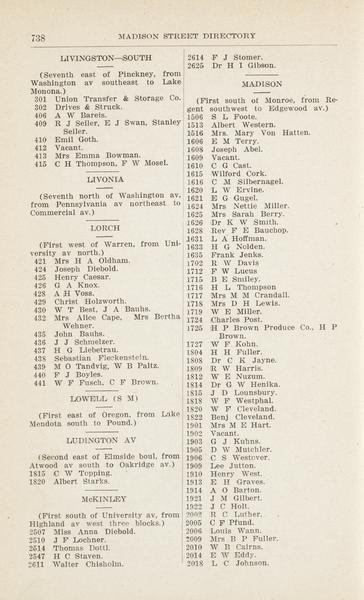 738 MADISON STREET DIRECTORY
LIVINGSTON—SOUTH
(Seventh east of Pinckney, from
Washington av southeast to Lake
Monona.)
301 Union Transfer & Storage Co.
302 Drives & Struck.
406 A W Bareis.
409 R J Seiler, E J Swan, Stanley
Seiler.
410 Emil Goth.
412 Vacant.
413 Mrs Emma Bowman.
415 C H Thompson, F W Mosel.
LIVONIA
(Seventh north of Washington av,
from Pennsylvania av northeast to
Commercial av.)
LORCH
(First west of Warren, from Uni-
versity av north.)
421 Mrs H A Oldham.
424 Joseph Diebold.
425 Henry Caesar.
426 G A Knox.
428 A H Voss.
429 Christ Holzworth.
430 W T Best, J A Bauhs.
432 Mrs Alice Cape, Mrs Bertha
Wehner.
435 John Bauhs.
436 J J Schmelzer.
437 H G Liebetrau.
438 Sebastian Fleckenstein.
439 M O Tandvig, W B Paltz.
440 F J Boyles.
441 W F Fusch, C F Brown.
LOWELL (S M)
(First east of Oregon, from Lake
Mendota south to Pound.)
LUDINGTON AV
(Second east of Elmside boul, from
Atwood av south to Oakridge av.)
1815 C W Topping.
1820 Albert Starks.
McKINLEY
(First south of University av, from
Highland av west three blocks.)
2507 Miss Anna Diebold.
2510 J F Lochner.
2514 Thomas Dottl.
2547 H C Staven.
2611 Walter Chisholm.
2614 F J Stomer.
2625 Dr H I Gibson.
MADISON
(First south of Monroe, from Re-
gent southwest to Edgewood av.)
1506 S L Foote.
1513 Albert Western.
1516 Mrs. Mary Von Hatten.
1606 E M Terry.
1608 Joseph Abel.
1609 Vacant.
1610 C G Cast.
1615 Wilford Cork.
1616 C M Silbernagel.
1620 L W Ervine.
1621 E G Gugel.
1624 Mrs Nettie Miller.
1625 Mrs Sarah Berry.
1626 Dr K W Smith.
1628 Rev F E Bauchop.
1631 L A Hoffman.
1633 H G Nolden.
1635 Frank Jenks.
1702 R W Davis
1712 F W Lucus
1715 B E Smiley.
1716 H L Thompson
1717 Mrs M M Crandall.
1718 Mrs D H Lewis.
1719 W E Miller.
1724 Charles Post.
1725 H P Brown Produce Co., H P
Brown.
1727 W F Kohn.
1804 H H Fuller.
1808 Dr C K Jayne.
1809 R W Harris.
1812 W E Nuzum.
1814 Dr G W Henika.
1815 J D Lounsbury.
1818 W F Westphal.
1820 W F Cleveland.
1822 Benj Cleveland.
1901 Mrs M E Hart.
1902 Vacant.
1903 G J Kuhns.
1905 D W Mutchler.
1906 C S Westover.
1909 Lee Jutton.
1910 Henry West.
1913 E H Graves.
1914 A O Barton.
1921 J M Gilbert.
1922 J C Holt.
2002 R C Luther.
2005 C F Pfund.
2006 Louis Wann.
2009 Mrs B P Fuller.
2010 W B Cairns.
2014 E W Eddy.
2018 L C Johnson.